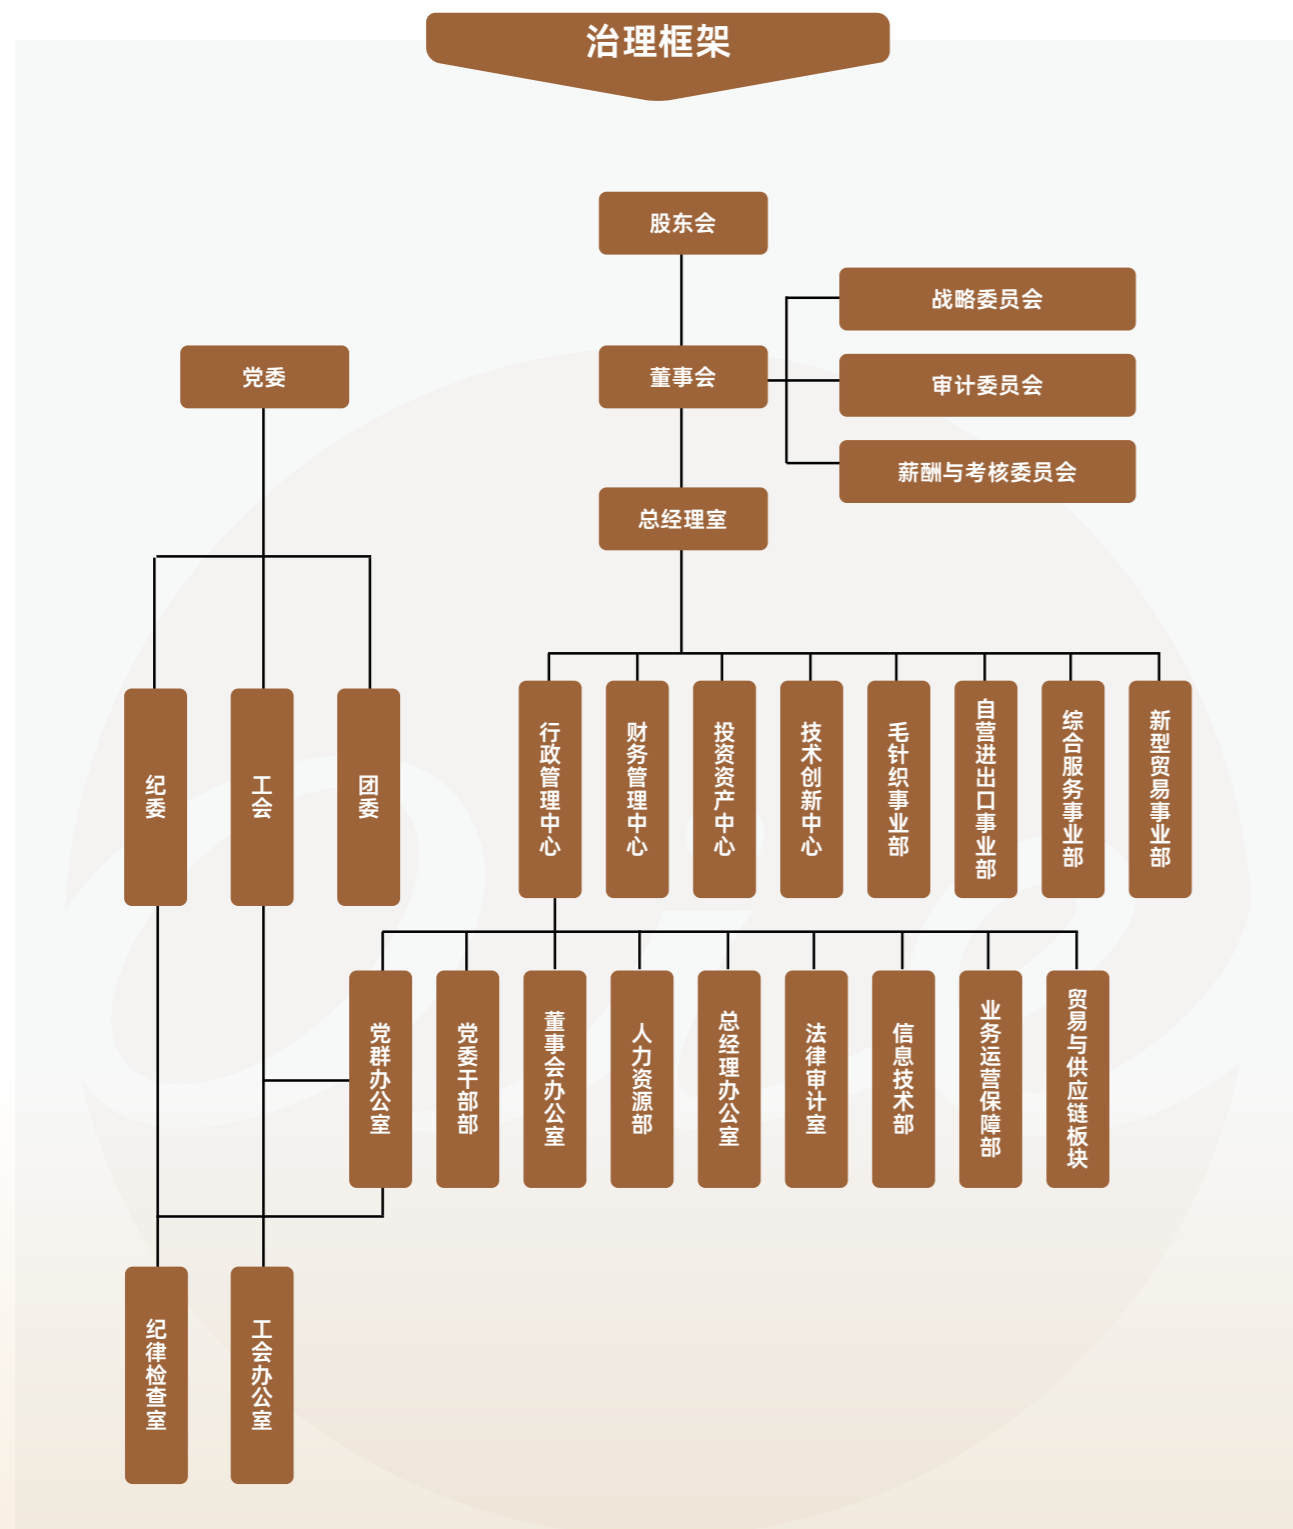 治理框架
股东会
战略委员会
党委
董事会
审计委员会
薪酬与考核委员会
总经理室
纪委
工会
团委
行政管理中心
财务管理中心
投资资产中心
技术创新中心
毛针织事业部
自营进出口事业部
综合服务事业部
新型贸易事业部
党群办公室
党委干部部
董事会办公室
人力资源部
总经理办公室
法律审计室
信息技术部
业务运营保障部
贸易与供应链板块
纪律检查室
工会办公室